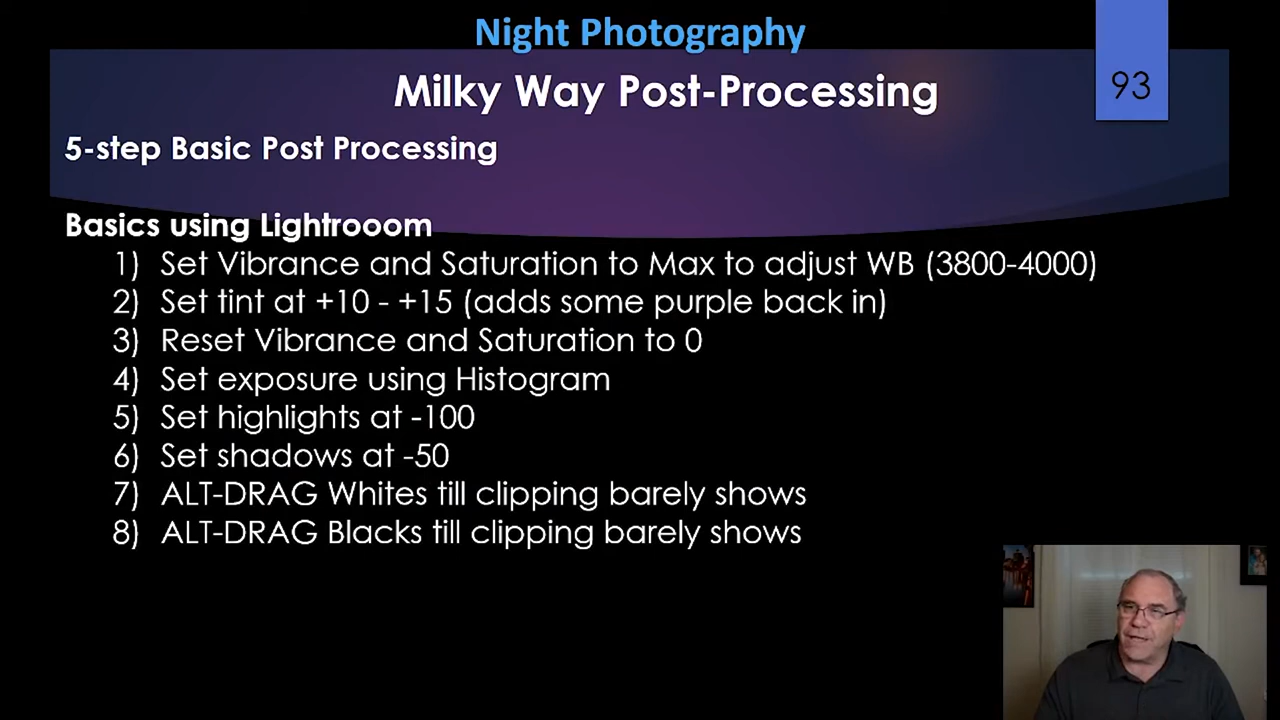 Night Photography
Milky Way Post-Processing
93
5-step Basic Post Processing
Basics using Lightrooom
1) Set Vibrance and Saturation to Max to adjust WB (3800-4000)
2) Set tint at +10 - +15 (adds some purple back in)
3) Reset Vibrance and Saturation to 0
4) Set exposure using Histogram
5) Set highlights at -100
6) Set shadows at -50
7) ALT-DRAG Whites till clipping barely shows
8) ALT-DRAG Blacks till clipping barely shows